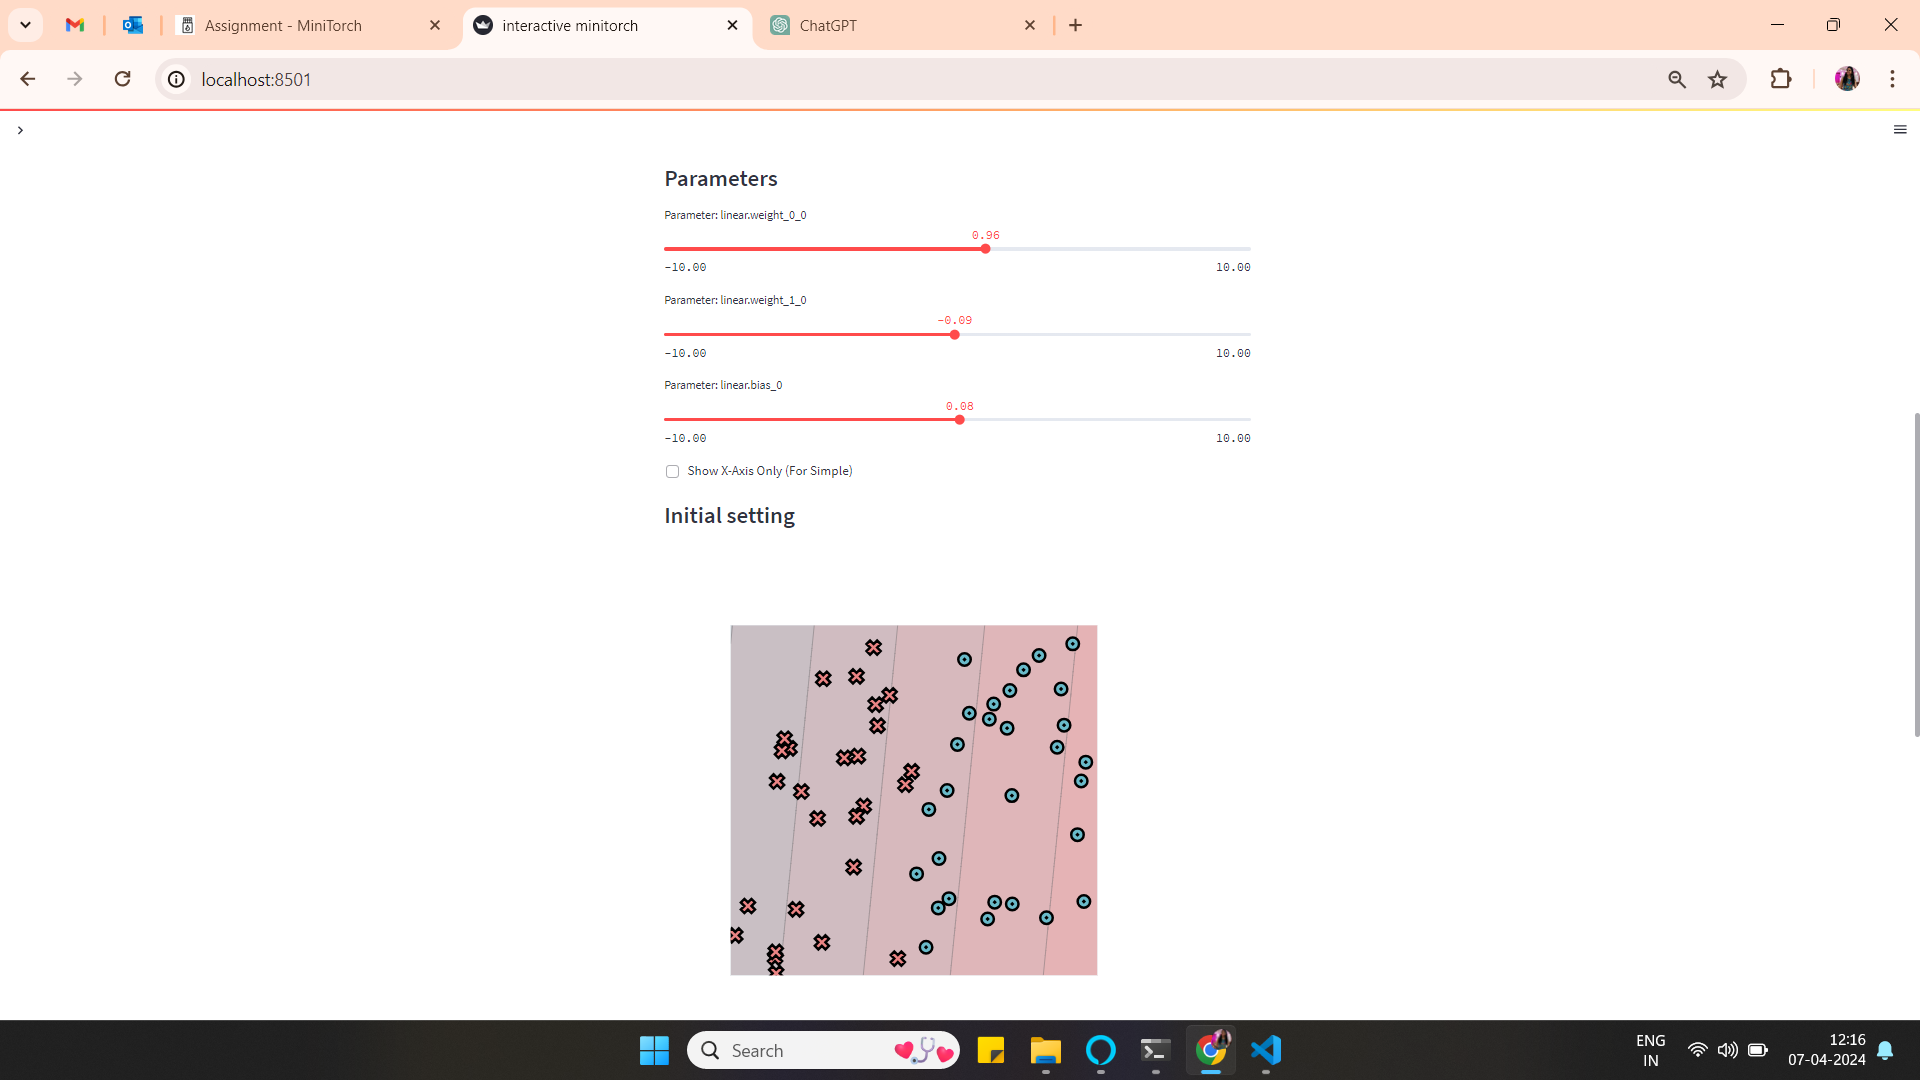 Assignment - MiniTorch
interactive minitorch
ChatGPT
localhost:8501
Parameters
Parameter: linear.weight_0_0
0.96
-10.00 10.00
Parameter: linear.weight_1_0
-0.09
-10.00 10.00
Parameter: linear.bias_0
0.08
-10.00 10.00
Show X-Axis Only (For Simple)
Initial setting
Search
ENG
IN
12:16
07-04-2024